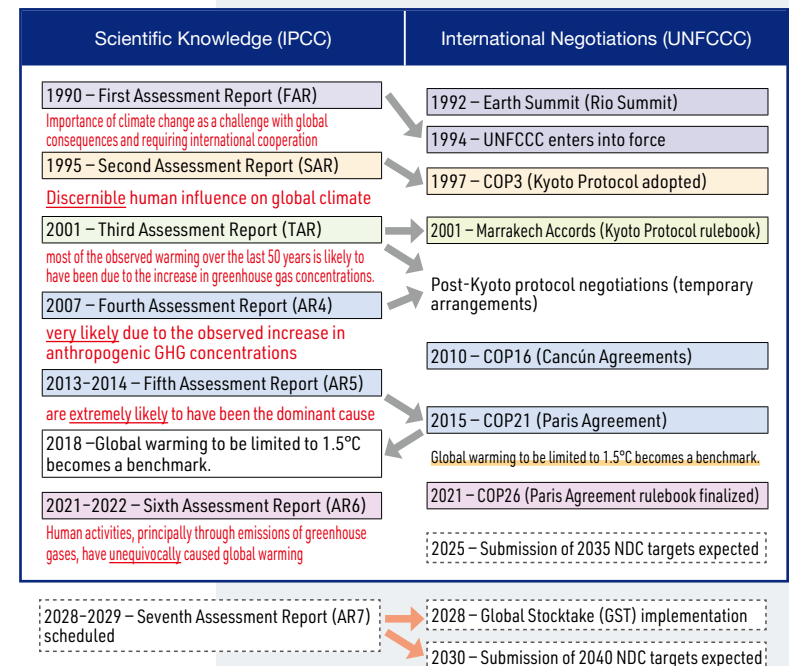 Scientific Knowledge (IPCC)
International Negotiations (UNFCCC)
1990 – First Assessment Report (FAR)
Importance of climate change as a challenge with global
consequences and requiring international cooperation
1995 – Second Assessment Report (SAR)
Discernible human influence on global climate
2001 – Third Assessment Report (TAR)
most of the observed warming over the last 50 years is likely to
have been due to the increase in greenhouse gas concentrations.
2007 – Fourth Assessment Report (AR4)
very likely due to the observed increase in
anthropogenic GHG concentrations
2013–2014 – Fifth Assessment Report (AR5)
are extremely likely to have been the dominant cause
2018 –Global warming to be limited to 1.5°C
becomes a benchmark.
2021–2022 – Sixth Assessment Report (AR6)
Human activities, principally through emissions of greenhouse
gases, have unequivocally caused global warming
1992 – Earth Summit (Rio Summit)
1994 – UNFCCC enters into force
1997 – COP3 (Kyoto Protocol adopted)
2001 – Marrakech Accords (Kyoto Protocol rulebook)
Post-Kyoto protocol negotiations (temporary
arrangements)
2010 – COP16 (Cancún Agreements)
2015 – COP21 (Paris Agreement)
Global warming to be limited to 1.5°C becomes a benchmark.
2021 – COP26 (Paris Agreement rulebook finalized)
2025 – Submission of 2035 NDC targets expected
2028–2029 – Seventh Assessment Report (AR7)
scheduled
2028 – Global Stocktake (GST) implementation
2030 – Submission of 2040 NDC targets expected